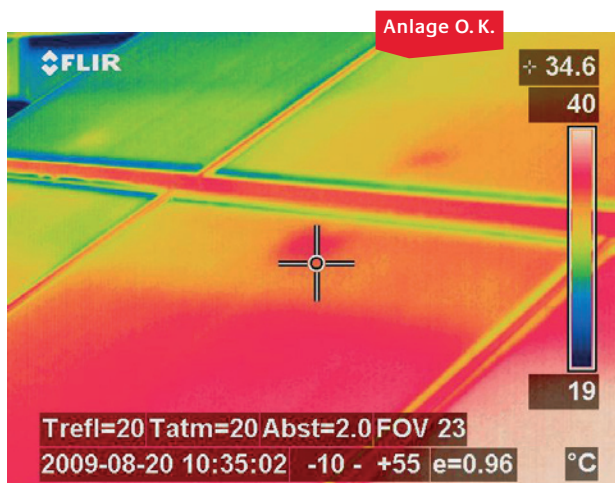 Anlage O. K.
FLIR
34.6
40
19
Trefl=20 Tatm=20 Abst=2.0 FOV 23
2009-08-20 10:35:02 -10 - +55 e=0.96 °C